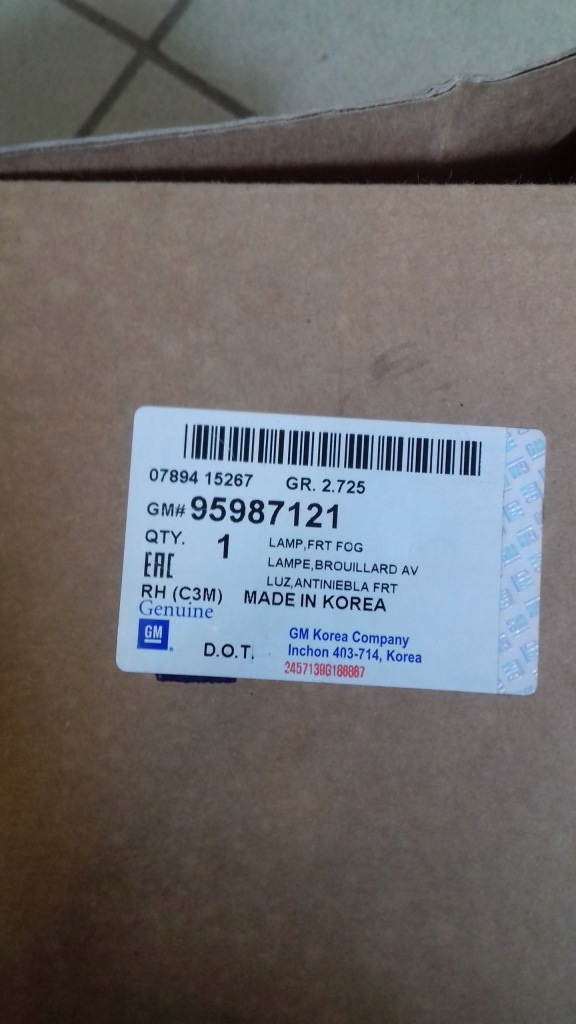 07894 15267 GR. 2.725
GM# 95987121
QTY. 1 LAMP,FRT FOG
EAC LAMPE,BROUILLARD AV
LUZ,ANTINIEBLA FRT
RH (C3M) MADE IN KOREA
Genuine
GM
D.O.T.
GM Korea Company
Inchon 403-714, Korea